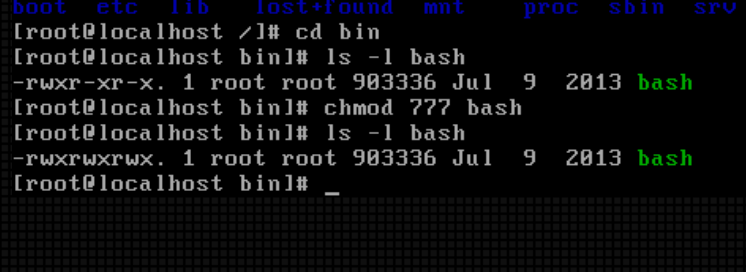 boot etc lib lost+found mnt proc sbin srv
[root@localhost /]# cd bin
[root@localhost bin]# ls -l bash
-rwxr-xr-x. 1 root root 903336 Jul  9  2013 bash
[root@localhost bin]# chmod 777 bash
[root@localhost bin]# ls -l bash
-rwxrwxrwx. 1 root root 903336 Jul  9  2013 bash
[root@localhost bin]# _